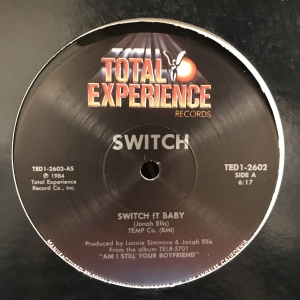 TOTAL
EXPERIENCE
RECORDS
SWITCH
TED1-2602-AS
℗ 1984
Total Experience
Record Co., Inc.
TED1-2602
SIDE A
6:17
SWITCH IT BABY
(Jonah Ellis)
TEMP Co. (BMI)
Produced by Lonnie Simmons & Jonah Ellis
From the album TEL8-5701
"AM I STILL YOUR BOYFRIEND"